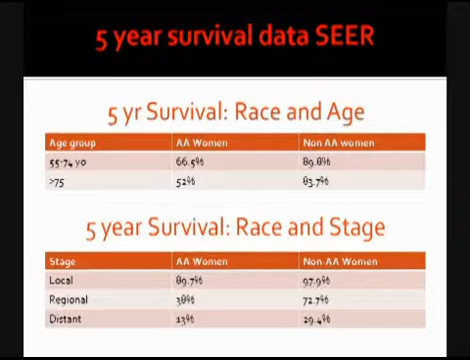 5 year survival data SEER
5 yr Survival: Race and Age
Age group AA Women Non AA women
55-74 yo 66.5% 89.8%
>75 52% 83.7%
5 year Survival: Race and Stage
Stage AA Women Non AA Women
Local 89.7% 97.9%
Regional 38% 72.7%
Distant 13% 29.4%